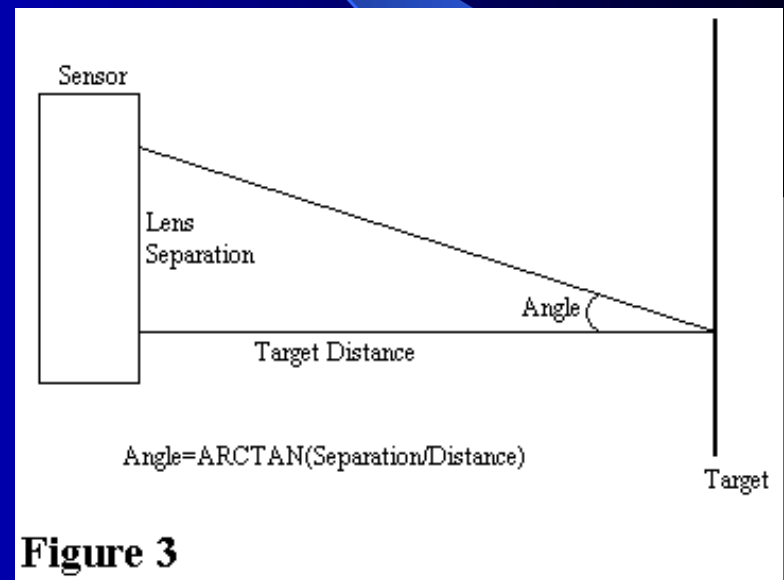 Sensor
Lens
Separation
Angle
Target Distance
Angle=ARCTAN(Separation/Distance)
Target
Figure 3